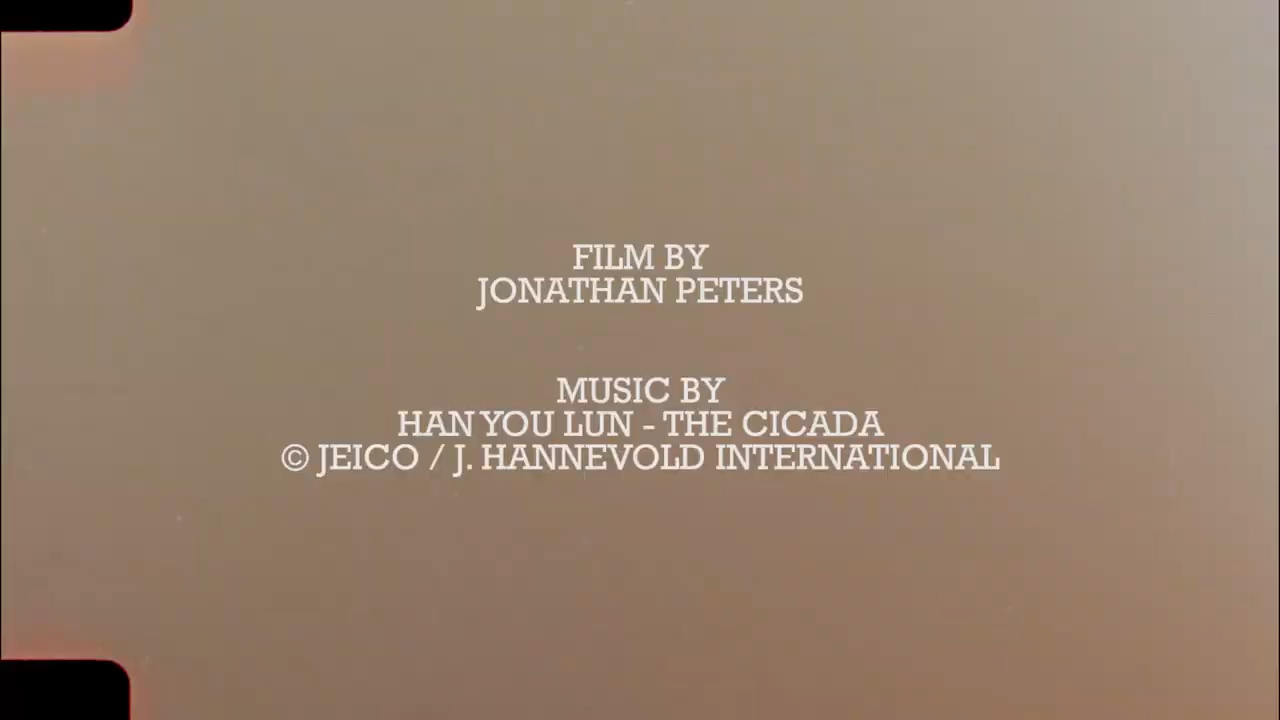 FILM BY
JONATHAN PETERS
MUSIC BY
HAN YOU LUN - THE CICADA
© JEICO / J. HANNEVOLD INTERNATIONAL